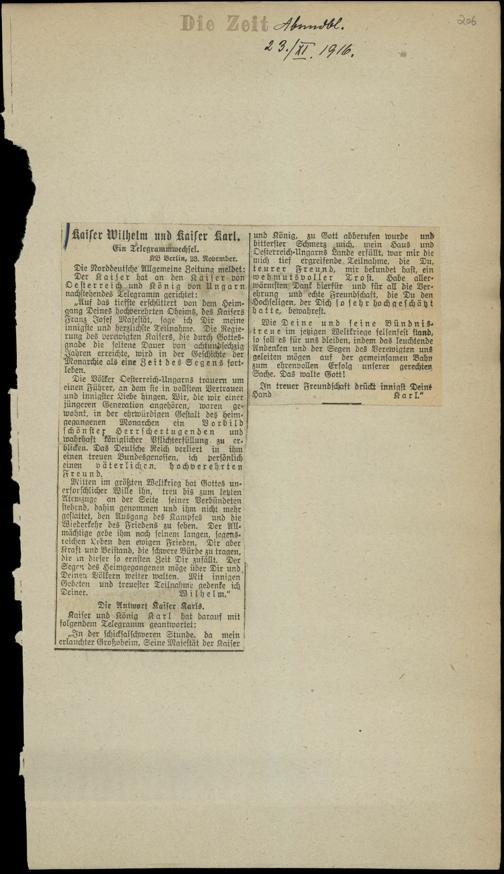 Die Zeit Abendbl.
206
23./XI. 1916.
Kaiser Wilhelm und Kaiser Karl.
Ein Telegrammwechsel.
KB Berlin, 23. November.
Die Norddeutsche Allgemeine Zeitung meldet:
Der Kaiser hat an den Kaiser von
Oesterreich und König von Ungarn
nachstehendes Telegramm gerichtet:
„Auf das tiefste erschüttert von dem Heim-
gang Deines hochverehrten Oheims, des Kaisers
Franz Josef Majestät, sage ich Dir meine
innigste und herzlichste Teilnahme. Die Regie-
rung des verewigten Kaisers, die durch Gottes-
gnade die seltene Dauer von achtundsechzig
Jahren erreichte, wird in der Geschichte der
Monarchie als eine Zeit des Segens fort-
leben.
Die Völker Oesterreich-Ungarns trauern um
einen Führer, an dem sie in vollstem Vertrauen
und innigster Liebe hingen. Wir, die wir einer
jüngeren Generation angehören, waren ge-
wohnt, in der ehrwürdigen Gestalt des heim-
gegangenen Monarchen ein Vorbild
schönster Herrschertugenden und
wahrhaft königlicher Pflichterfüllung zu er-
blicken. Das Deutsche Reich verliert in ihm
einen treuen Bundesgenossen, ich persönlich
einen väterlichen, hochverehrten
Freund.
Mitten im größten Weltkrieg hat Gottes un-
erforschlicher Wille ihn, treu bis zum letzten
Atemzuge an der Seite seiner Verbündeten
stehend, dahin genommen und ihm nicht mehr
gestattet, den Ausgang des Kampfes und die
Wiederkehr des Friedens zu sehen. Der All-
mächtige gebe ihm nach seinem langen, segens-
reichen Leben den ewigen Frieden. Dir aber
Kraft und Beistand, die schwere Bürde zu tragen,
die in dieser so ernsten Zeit Dir zufällt. Der
Segen des Heimgegangenen möge über Dir und
Deinen Völkern weiter walten. Mit innigen
Gebeten und treuester Teilnahme gedenke ich
Deiner. Wilhelm.“
Die Antwort Kaiser Karls.
Kaiser und König Karl hat darauf mit
folgendem Telegramm geantwortet:
„In der schicksalschweren Stunde, da mein
erlauchter Großoheim, Seine Majestät der Kaiser
und König, zu Gott abberufen wurde und
bitterster Schmerz mich, mein Haus und
Oesterreich-Ungarns Lande erfüllt, war mir die
mich tief ergreifende Teilnahme, die Du,
teurer Freund, mir bekundet hast, ein
wehmutsvoller Trost. Habe aller-
wärmsten Dank hierfür und für all die Ver-
ehrung und echte Freundschaft, die Du dem
Hochseligen, der Dich so sehr hochgeschätzt
hatte, bewahrest.
Wie Deine und seine Bündnis-
treue im jetzigen Weltkriege felsenfest stand,
so soll es für uns bleiben, indem das leuchtende
Andenken und der Segen des Verewigten uns
geleiten mögen auf der gemeinsamen Bahn
zum ehrenvollen Erfolg unserer gerechten
Sache. Das walte Gott!
In treuer Freundschaft drückt innigst Deine
Hand Karl.“